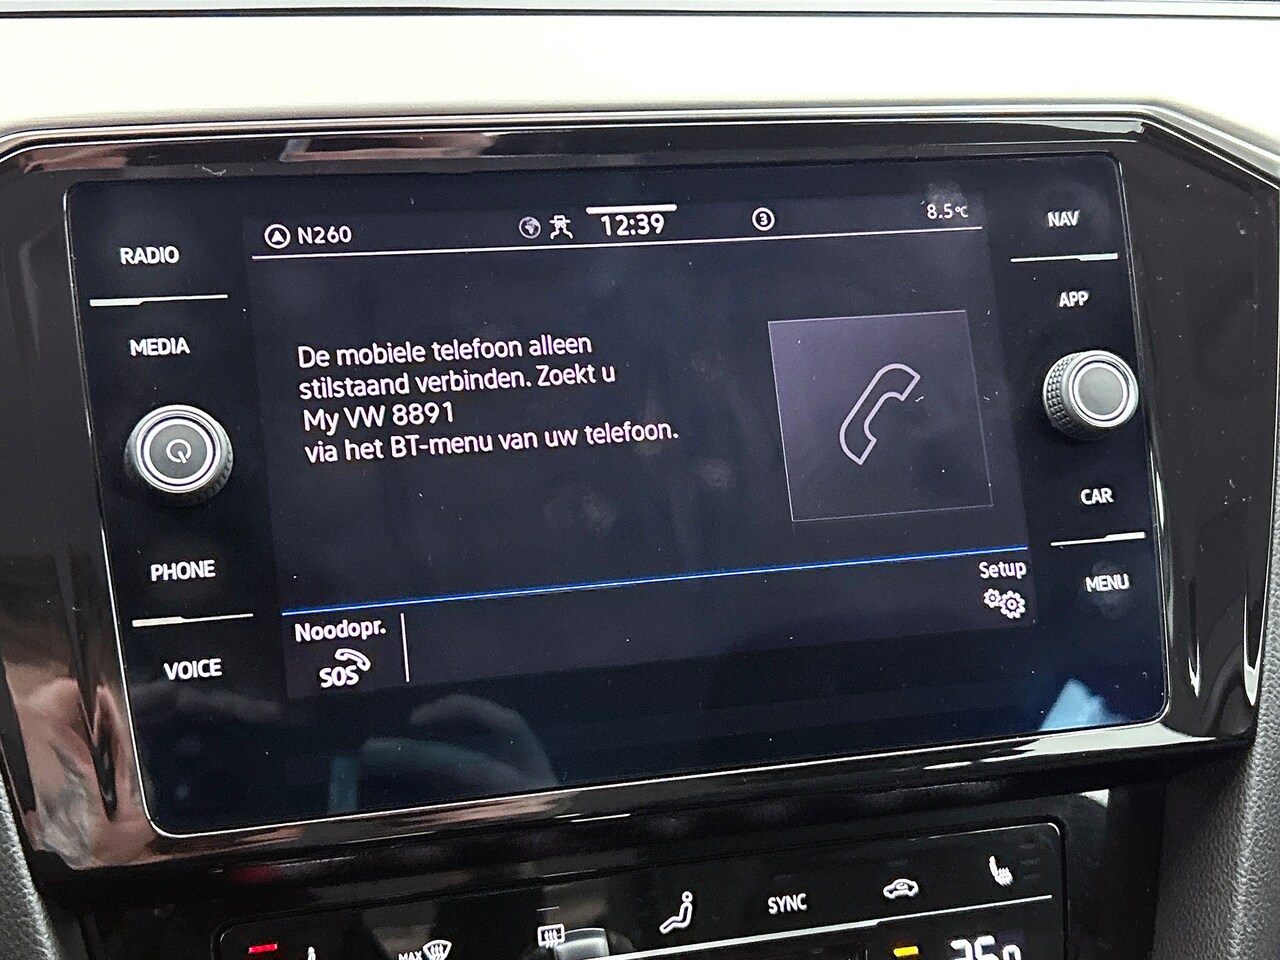 N260
12:39
3
8.5°C
RADIO
MEDIA
PHONE
VOICE
NAV
APP
CAR
MENU
De mobiele telefoon alleen
stilstaand verbinden. Zoekt u
My VW 8891
via het BT-menu van uw telefoon.
Setup
Noodopr.
SOS
SYNC
MAX